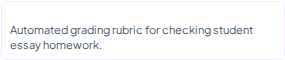 Automated grading rubric for checking student
essay homework.